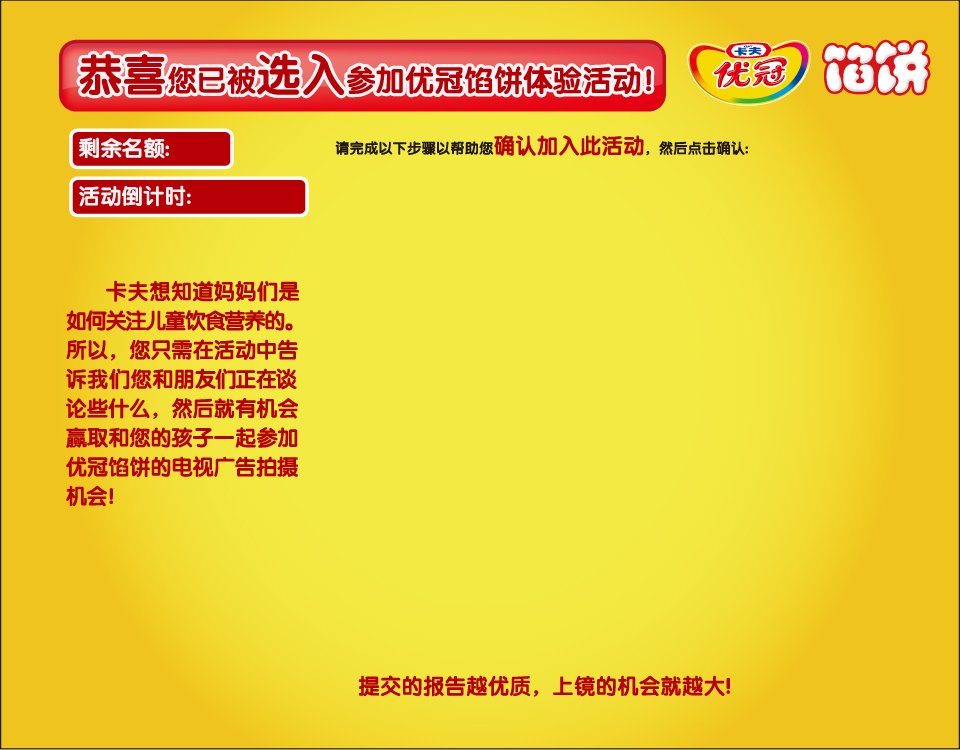 恭喜您已被选入参加优冠馅饼体验活动!
卡夫
优冠
馅饼
剩余名额:
请完成以下步骤以帮助您确认加入此活动，然后点击确认:
活动倒计时:
卡夫想知道妈妈们是
如何关注儿童饮食营养的。
所以，您只需在活动中告
诉我们您和朋友们正在谈
论些什么，然后就有机会
赢取和您的孩子一起参加
优冠馅饼的电视广告拍摄
机会!
提交的报告越优质，上镜的机会就越大!